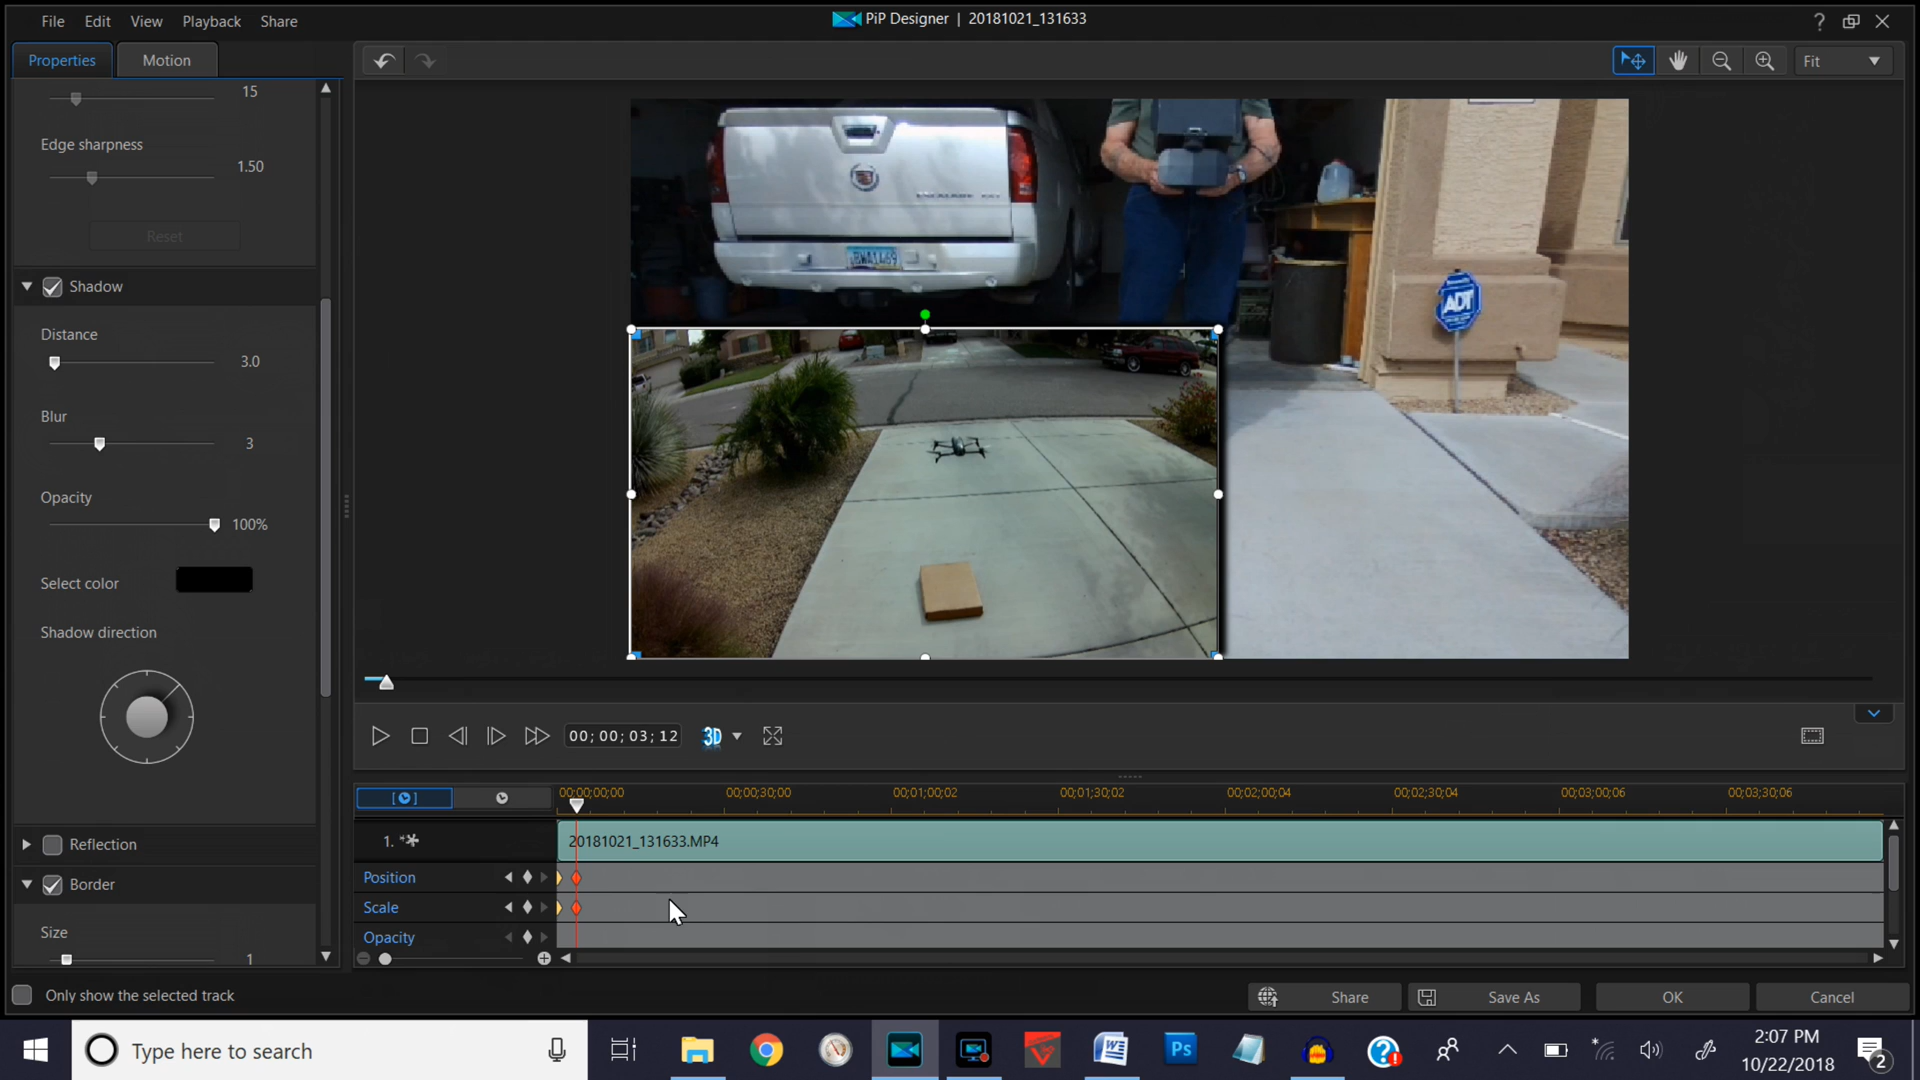 File Edit View Playback Share
PiP Designer | 20181021_131633
?
Properties Motion
Fit
15
Edge sharpness
1.50
Reset
Shadow
Distance
3.0
Blur
3
Opacity
100%
Select color
Shadow direction
Reflection
Border
Size
1
ADT
00;00;03;12
3D
00;00;00;00 00;00;30;00 00;01;00;02 00;01;30;02 00;02;00;04 00;02;30;04 00;03;00;06 00;03;30;06
1.
20181021_131633.MP4
Position
Scale
Opacity
Only show the selected track
Share Save As OK Cancel
Type here to search
Ps
2:07 PM
10/22/2018
2